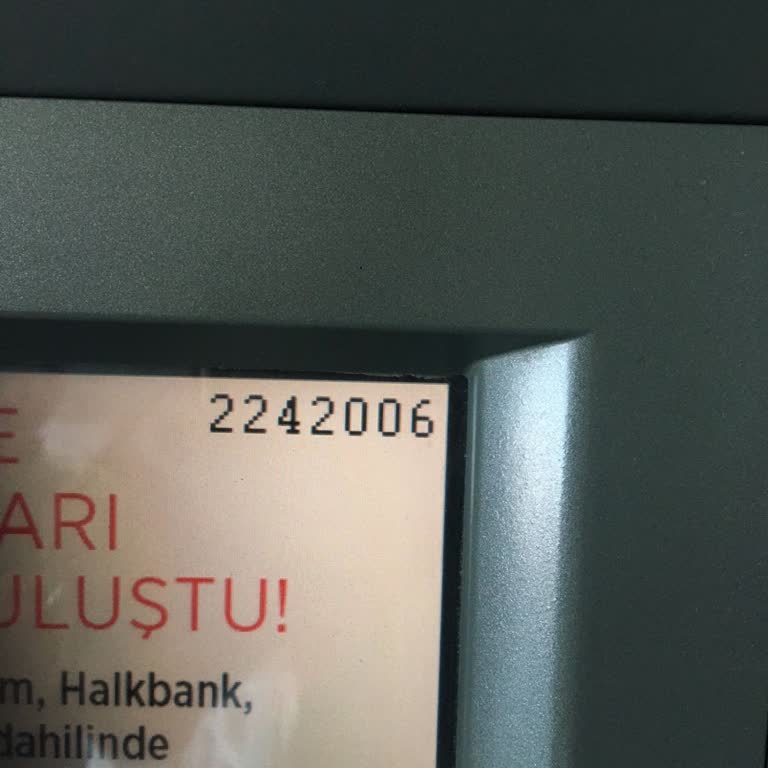 2242006
E
ARI
ULUŞTU!
m, Halkbank,
dahilinde